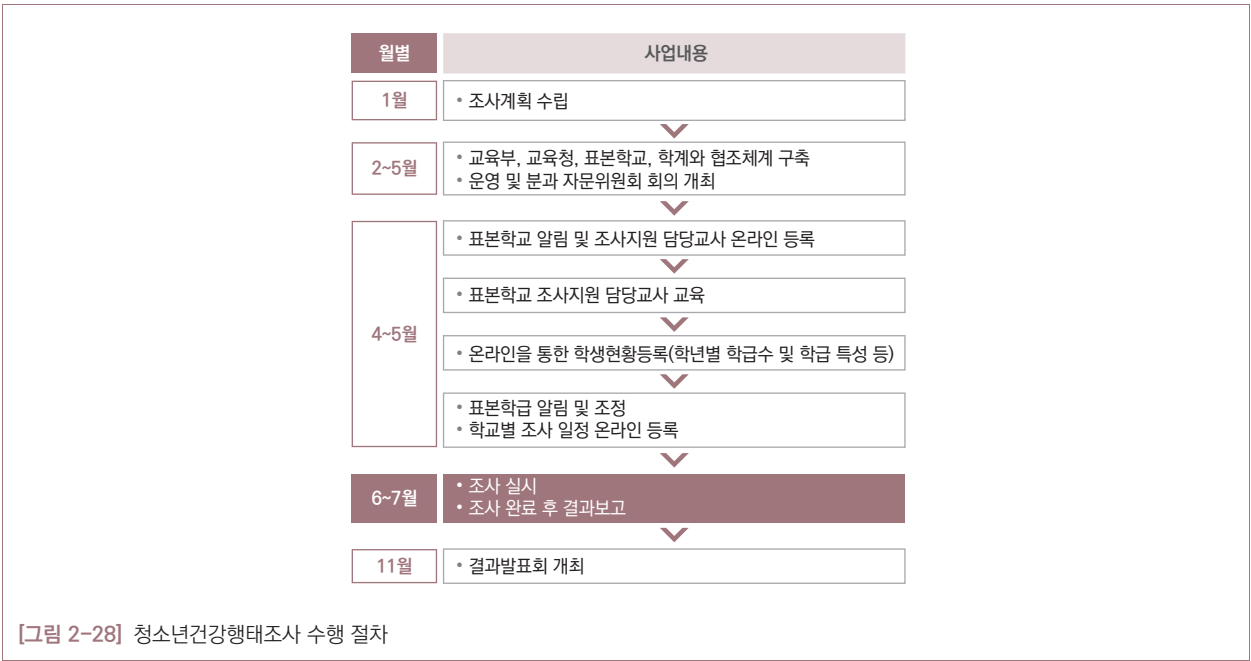 월별 사업내용
1월 • 조사계획 수립
2~5월 • 교육부, 교육청, 표본학교, 학계와 협조체계 구축
• 운영 및 분과 자문위원회 회의 개최
4~5월
• 표본학교 알림 및 조사지원 담당교사 온라인 등록
• 표본학교 조사지원 담당교사 교육
• 온라인을 통한 학생현황등록(학년별 학급수 및 학급 특성 등)
• 표본학급 알림 및 조정
• 학교별 조사 일정 온라인 등록
6~7월 • 조사 실시
• 조사 완료 후 결과보고
11월 • 결과발표회 개최
[그림 2-28] 청소년건강행태조사 수행 절차